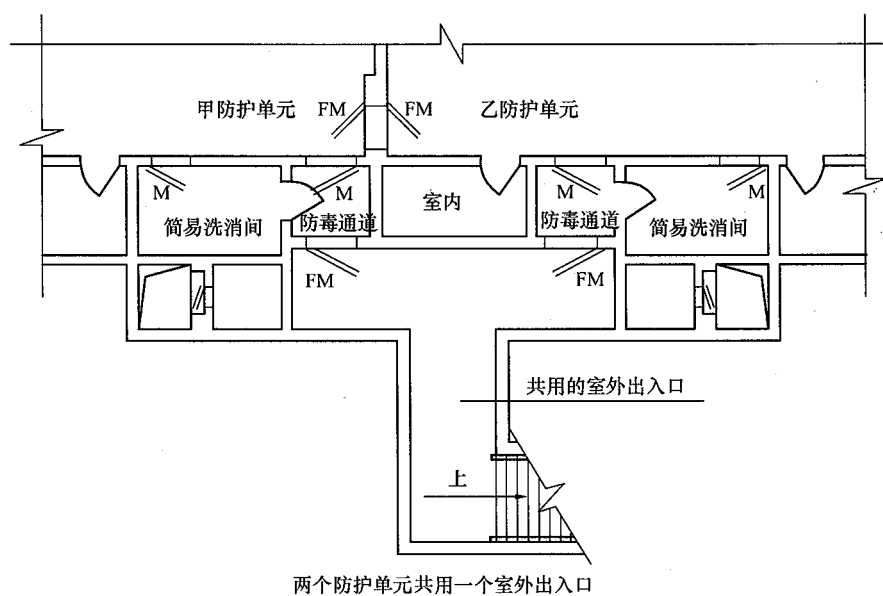 甲防护单元
FM
FM
乙防护单元
M
M
M
M
简易洗消间
防毒通道
室内
防毒通道
简易洗消间
FM
FM
共用的室外出入口
上
两个防护单元共用一个室外出入口